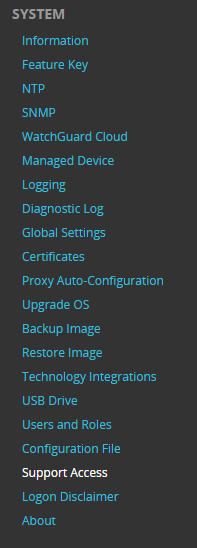 SYSTEM
Information
Feature Key
NTP
SNMP
WatchGuard Cloud
Managed Device
Logging
Diagnostic Log
Global Settings
Certificates
Proxy Auto-Configuration
Upgrade OS
Backup Image
Restore Image
Technology Integrations
USB Drive
Users and Roles
Configuration File
Support Access
Logon Disclaimer
About